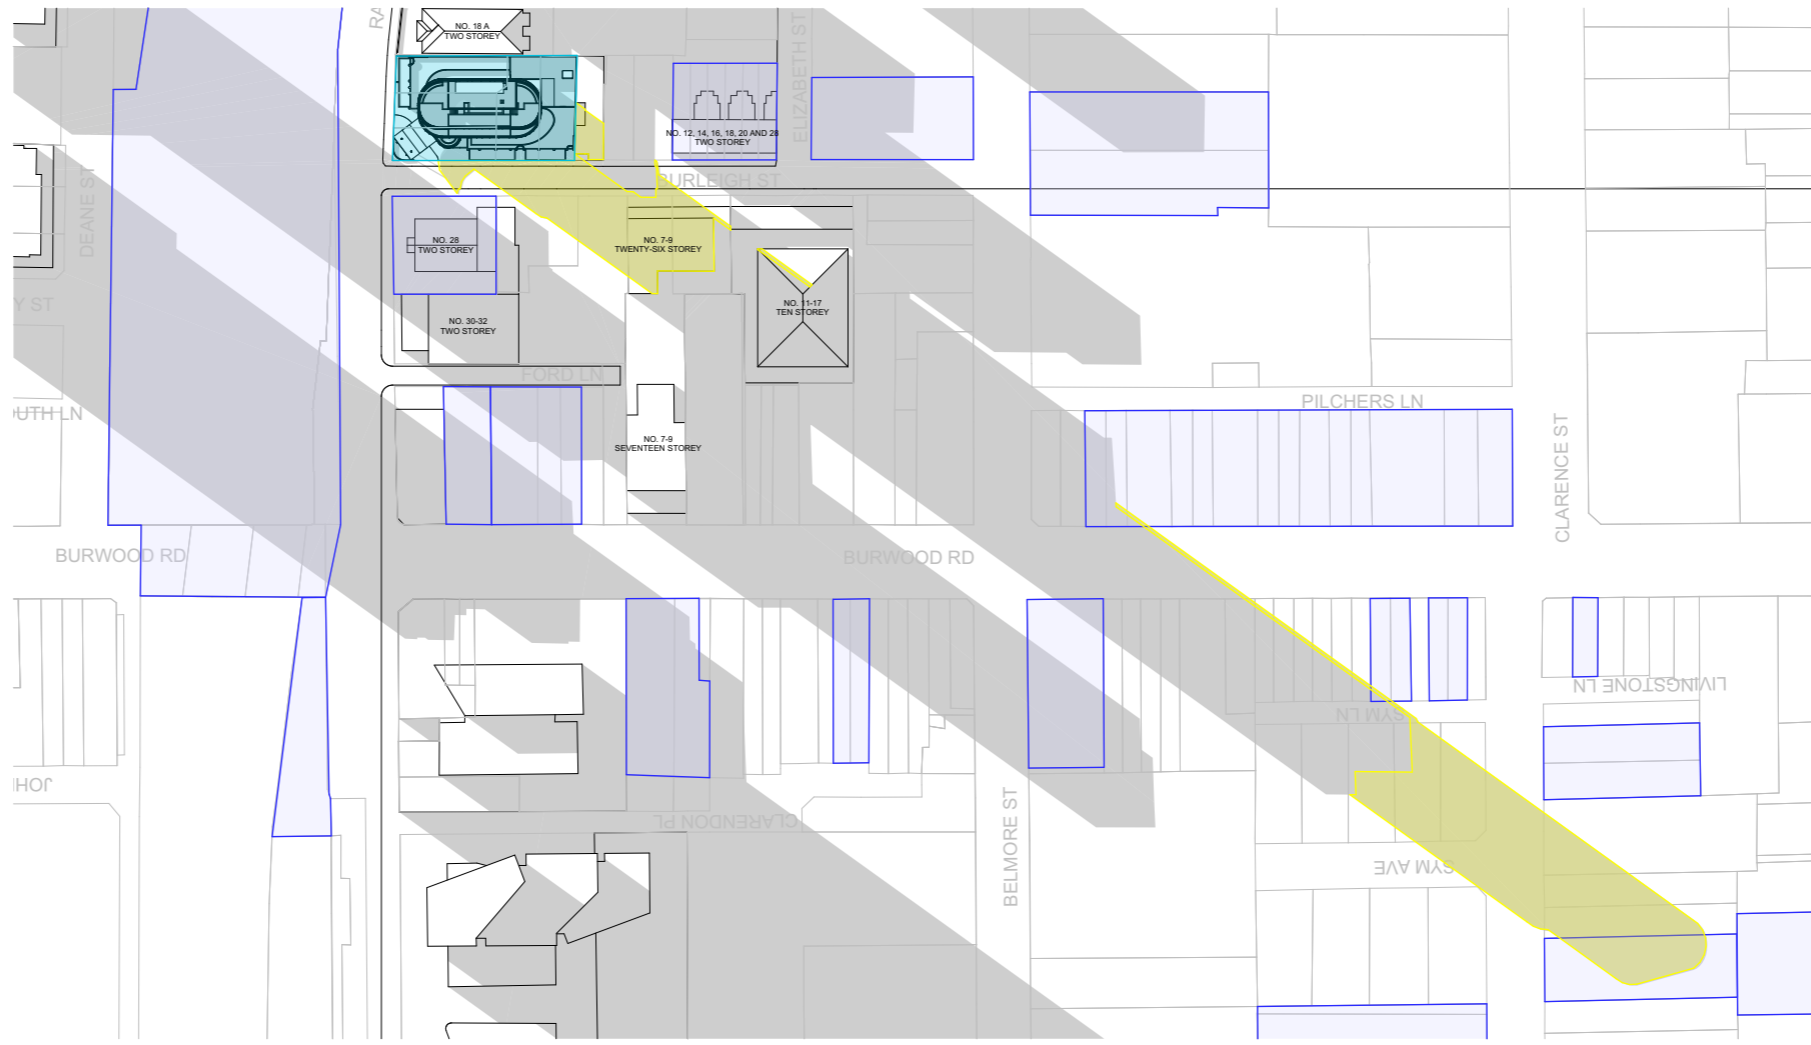 RA
NO. 18 A
TWO STOREY
ELIZABETH ST
NO. 12, 14, 16, 18, 20 AND 28
TWO STOREY
BURLEIGH ST
DEANE ST
NO. 28
TWO STOREY
NO. 7-9
TWENTY-SIX STOREY
NO. 11-17
TEN STOREY
Y ST
NO. 30-32
TWO STOREY
FORD LN
PILCHERS LN
OUTH LN
NO. 7-9
SEVENTEEN STOREY
CLARENCE ST
BURWOOD RD
BURWOOD RD
LIVINGSTONE LN
SYM LN
JOH
CLARENDON PL
BELMORE ST
SYM AVE